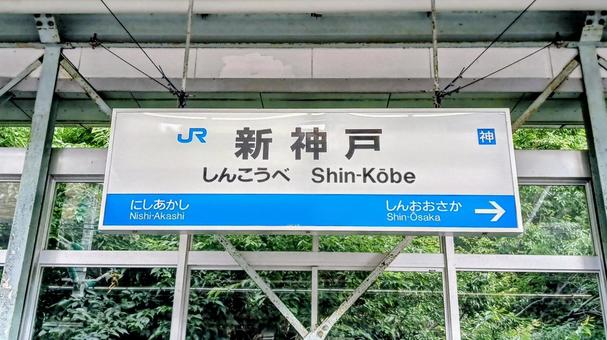 JR 新神戸 神
しんこうべ Shin-Kōbe
にしあかし しんおおさか
Nishi-Akashi Shin-Ōsaka